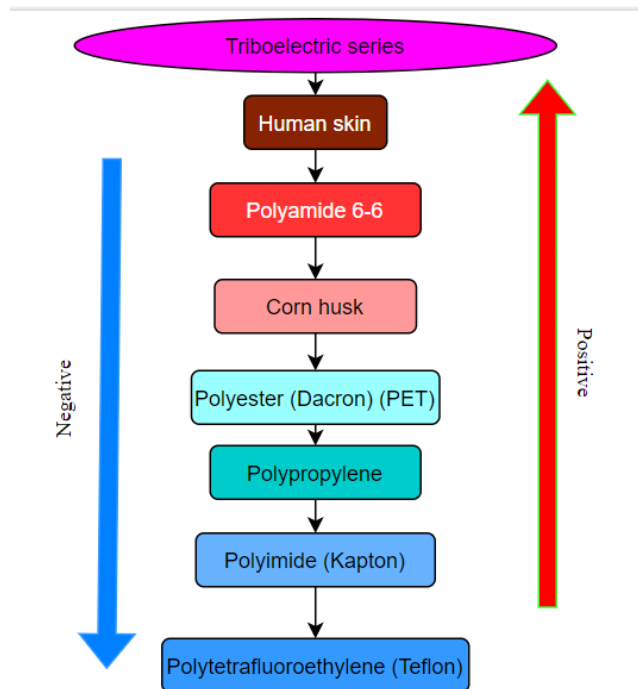 Triboelectric series
Human skin
Polyamide 6-6
Corn husk
Polyester (Dacron) (PET)
Polypropylene
Polyimide (Kapton)
Polytetrafluoroethylene (Teflon)
Negative
Positive